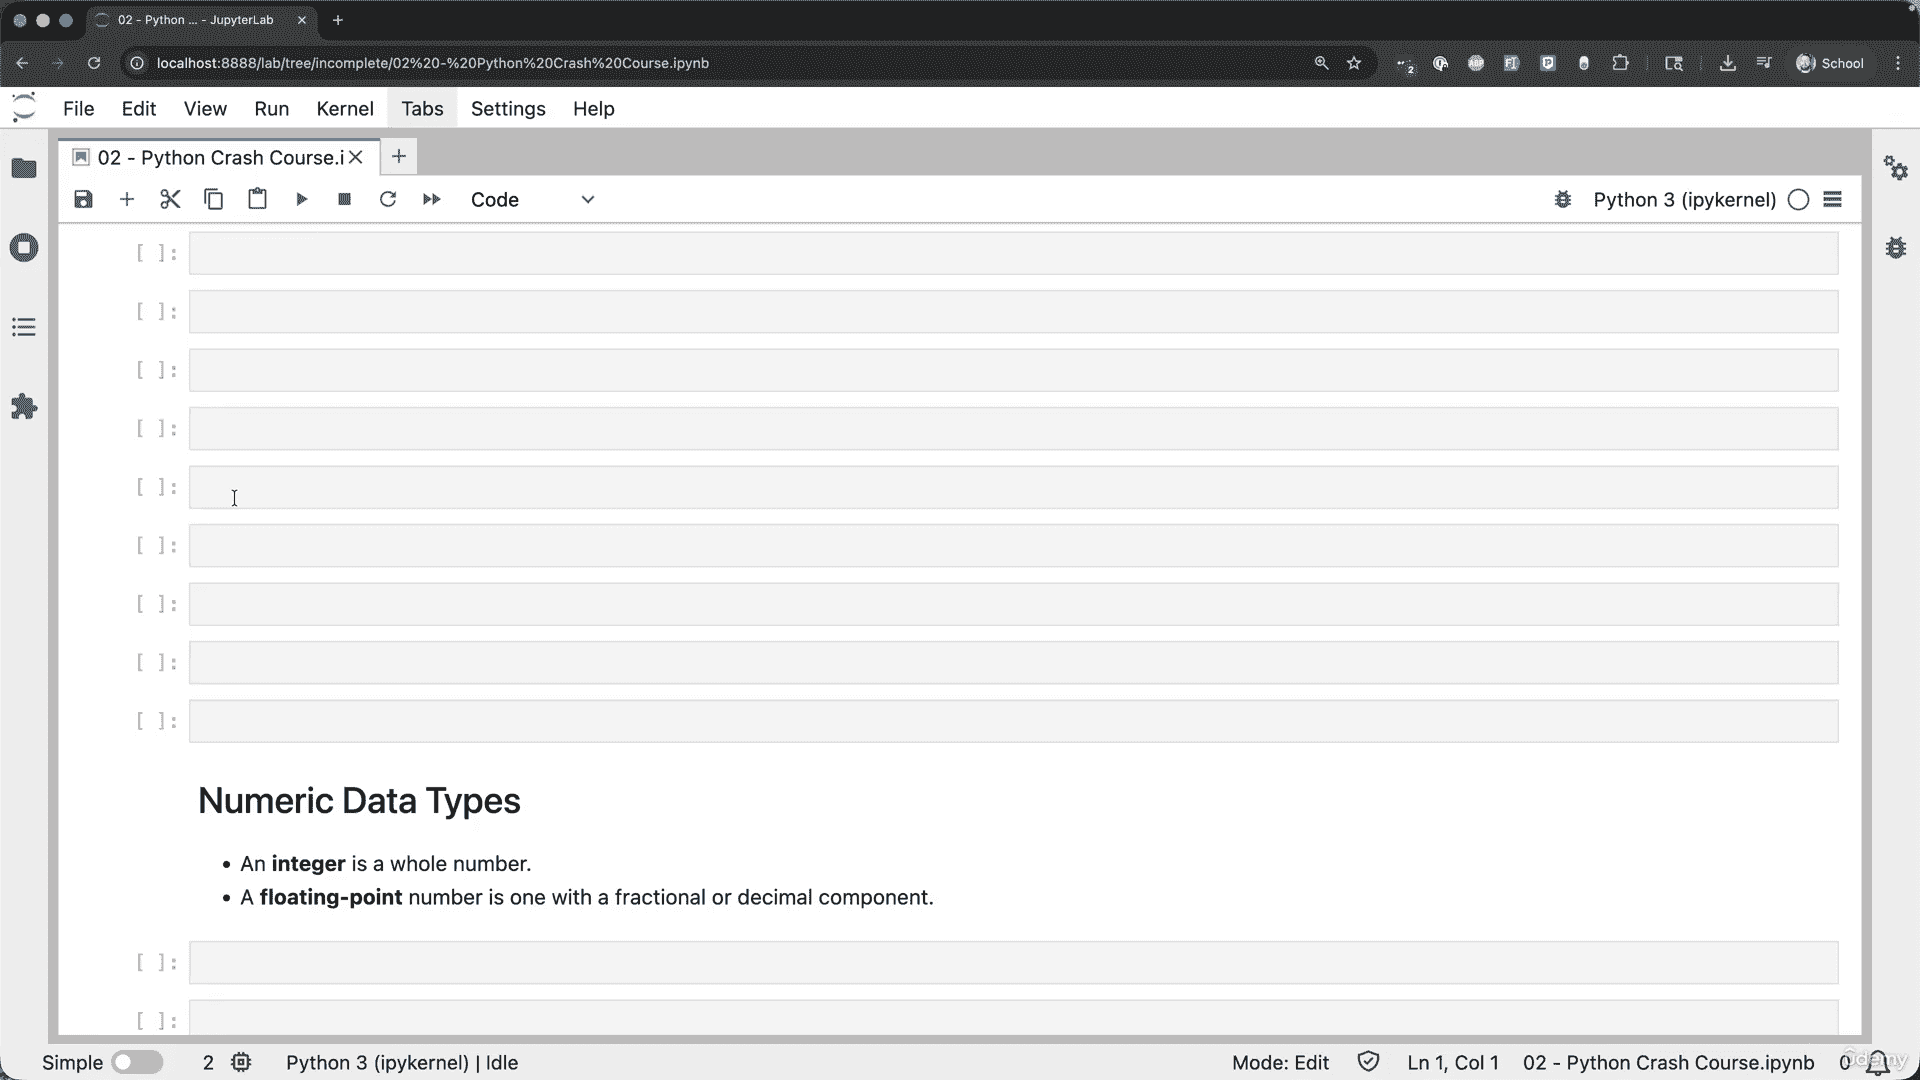 02 - Python ... - JupyterLab
localhost:8888/lab/tree/incomplete/02%20-%20Python%20Crash%20Course.ipynb
2
ABP
School
File Edit View Run Kernel Tabs Settings Help
02 - Python Crash Course.i
Code
Python 3 (ipykernel)
[ ]:
[ ]:
[ ]:
[ ]:
[ ]:
[ ]:
[ ]:
[ ]:
[ ]:
Numeric Data Types
• An integer is a whole number.
• A floating-point number is one with a fractional or decimal component.
[ ]:
[ ]:
Simple 2 Python 3 (ipykernel) | Idle Mode: Edit Ln 1, Col 1 02 - Python Crash Course.ipynb 0
Udemy